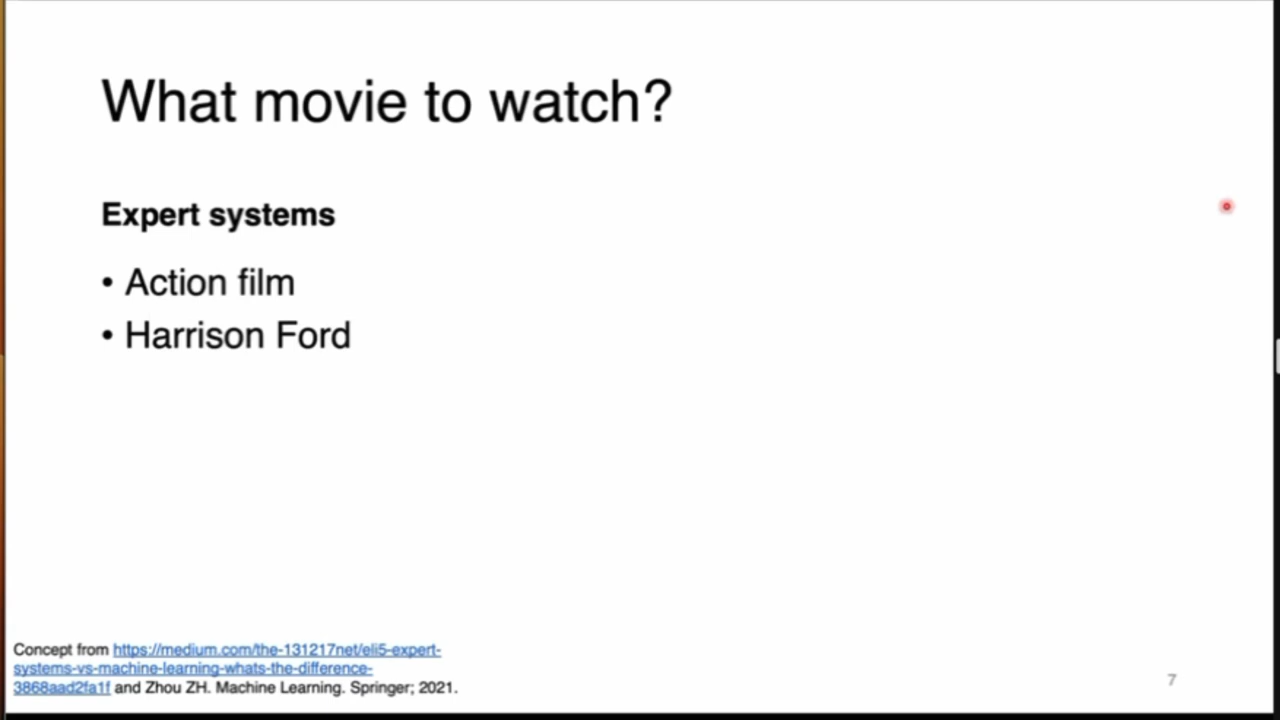 What movie to watch?
Expert systems
• Action film
• Harrison Ford
Concept from https://medium.com/the-131217net/eli5-expert-
systems-vs-machine-learning-whats-the-difference-
3868aad2fa1f and Zhou ZH. Machine Learning. Springer; 2021.
7